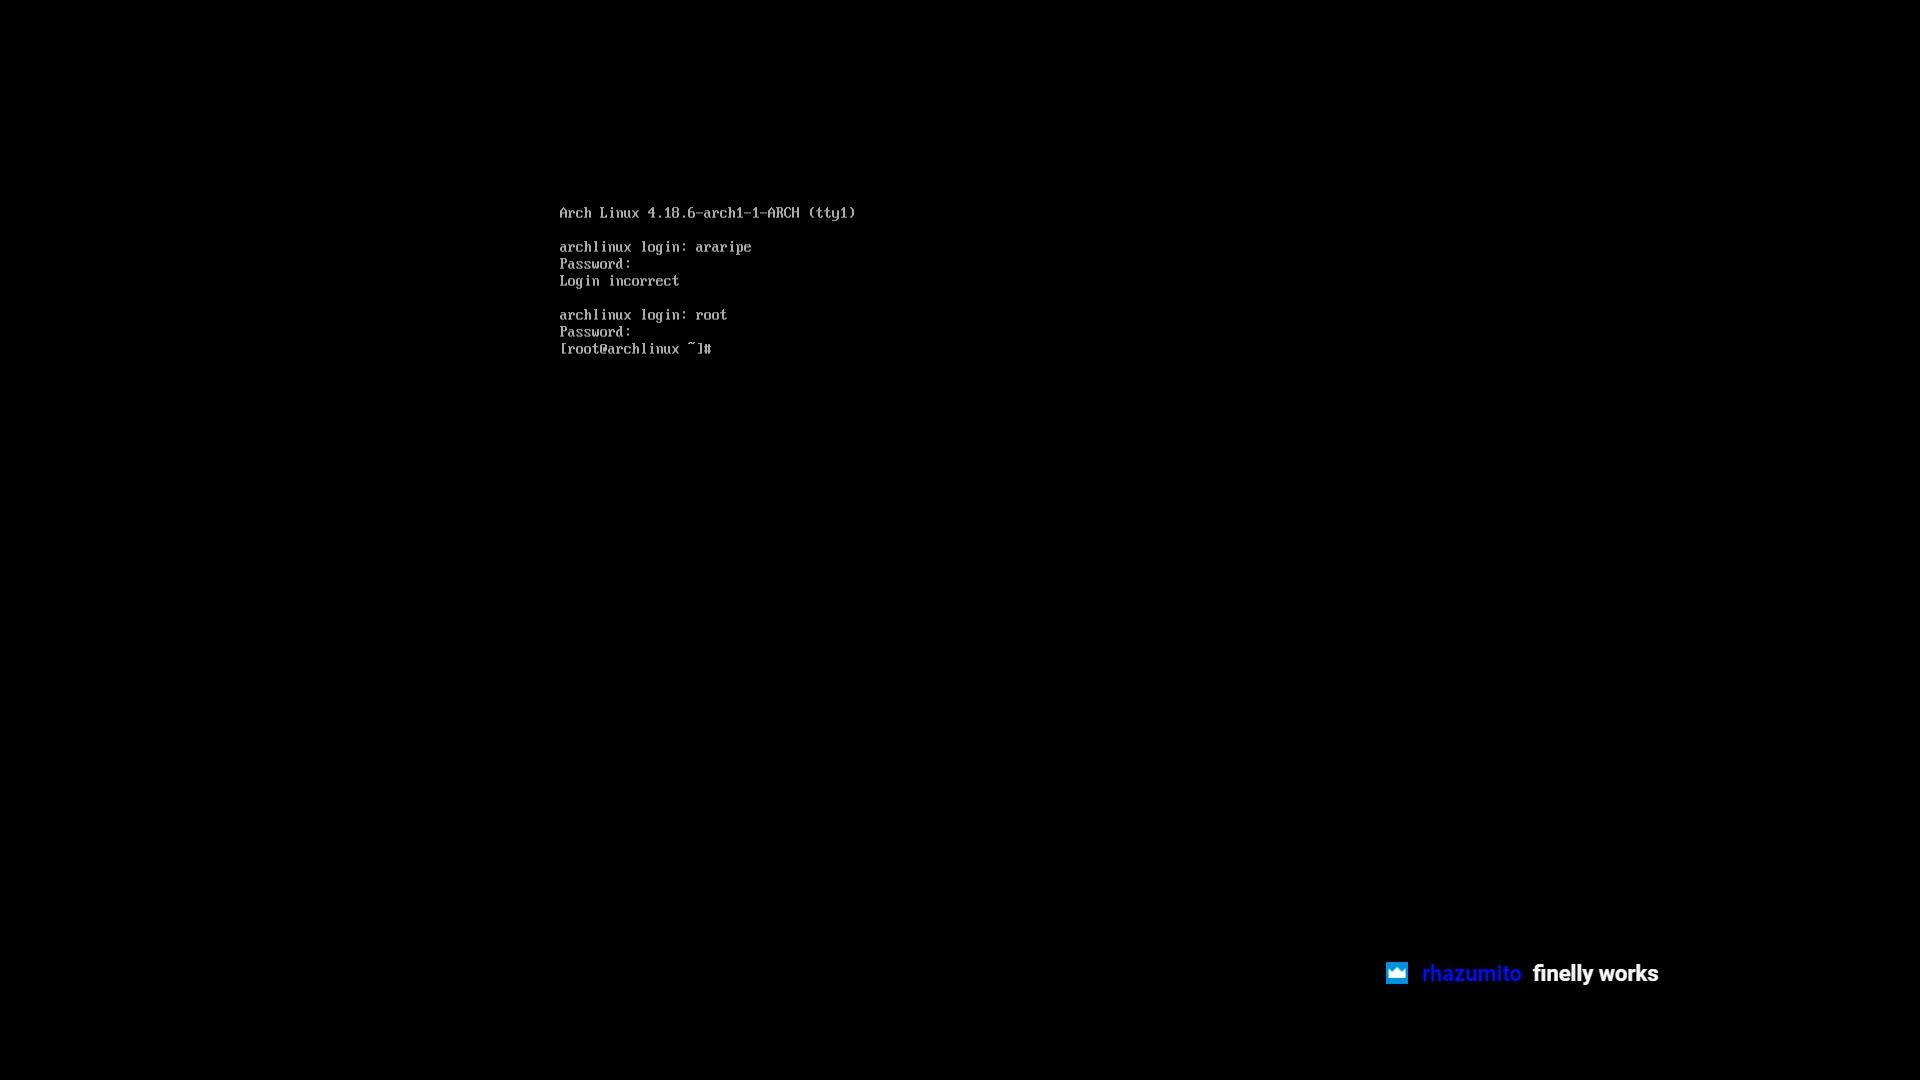 Arch Linux 4.18.6-arch1-1-ARCH (tty1)
archlinux login: araripe
Password:
Login incorrect
archlinux login: root
Password:
[root@archlinux ~]#
rhazumito finelly works